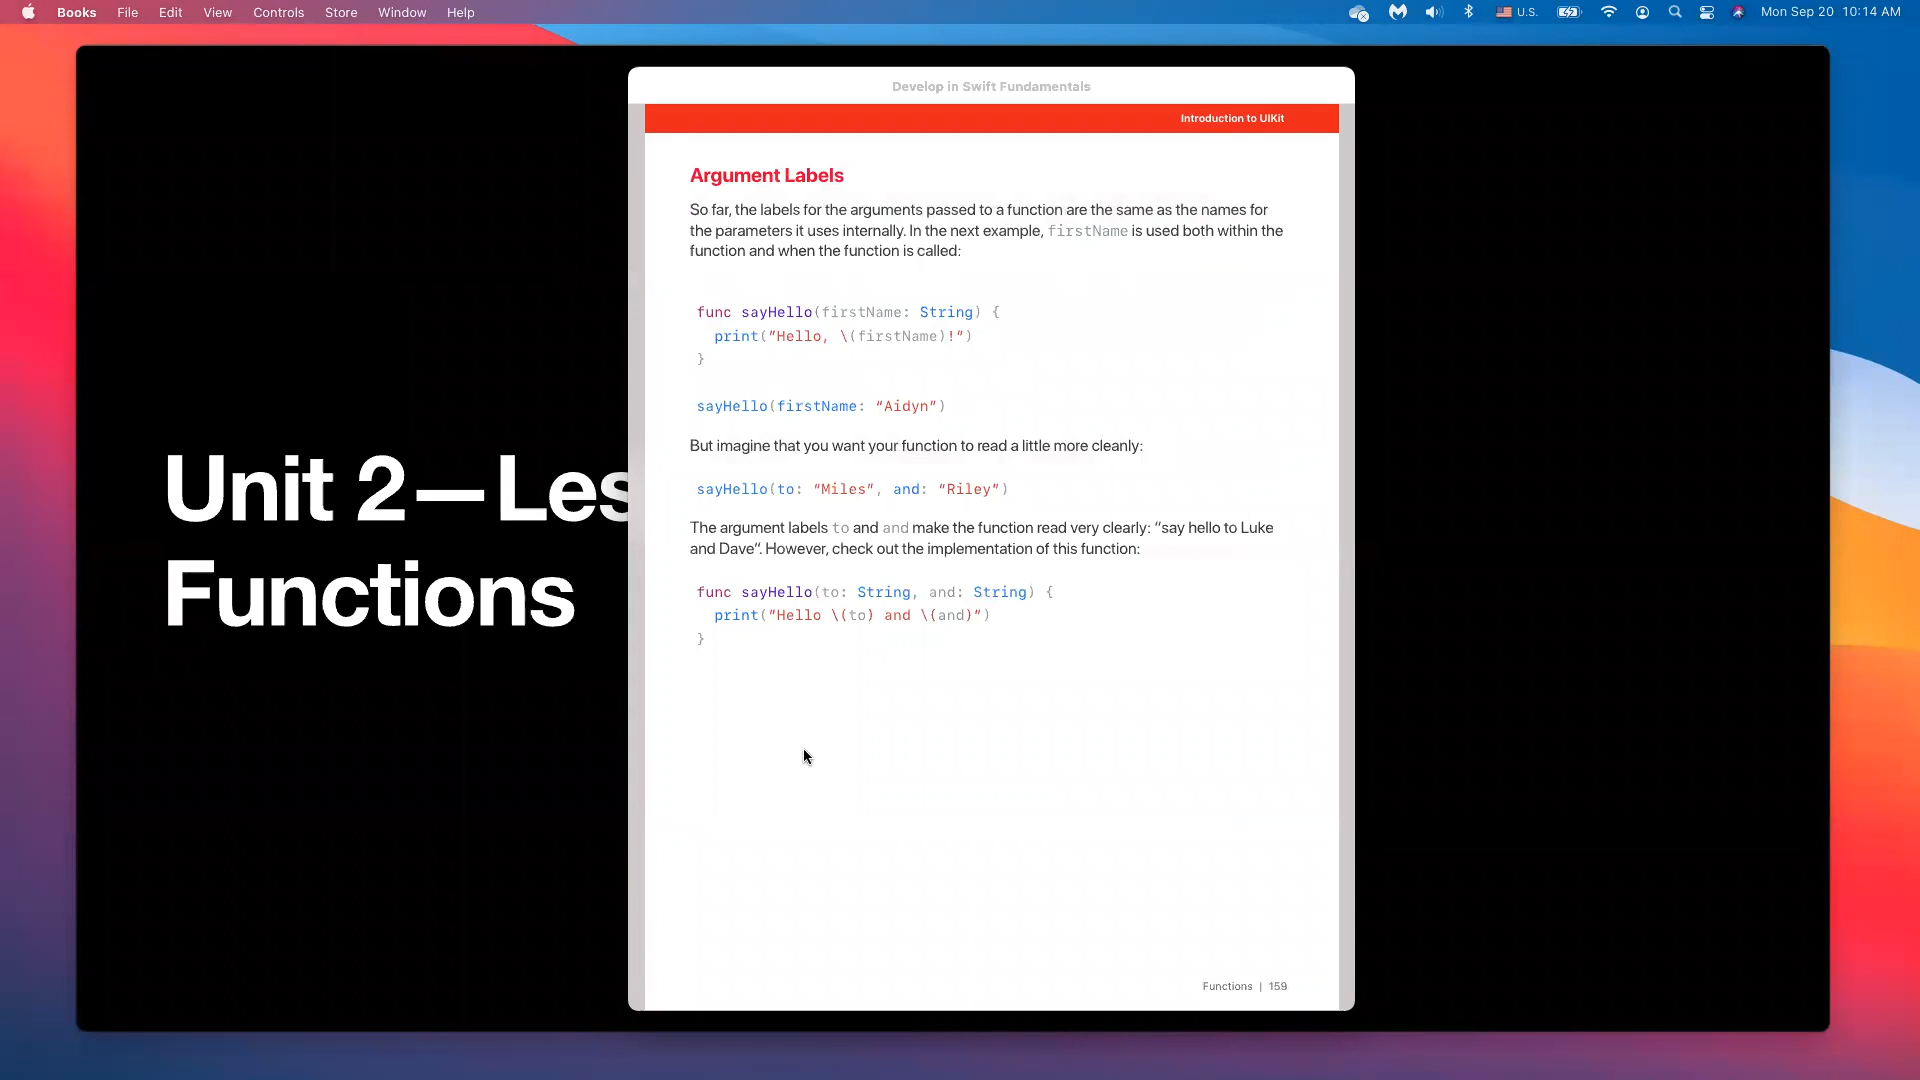 Books File Edit View Controls Store Window Help U.S. Mon Sep 20 10:14 AM
Unit 2—Les
Functions
Develop in Swift Fundamentals
Introduction to UIKit
Argument Labels
So far, the labels for the arguments passed to a function are the same as the names for
the parameters it uses internally. In the next example, firstName is used both within the
function and when the function is called:
func sayHello(firstName: String) {
  print(“Hello, \(firstName)!”)
}
sayHello(firstName: “Aidyn”)
But imagine that you want your function to read a little more cleanly:
sayHello(to: “Miles”, and: “Riley”)
The argument labels to and and make the function read very clearly: “say hello to Luke
and Dave“. However, check out the implementation of this function:
func sayHello(to: String, and: String) {
  print(“Hello \(to) and \(and)”)
}
Functions | 159